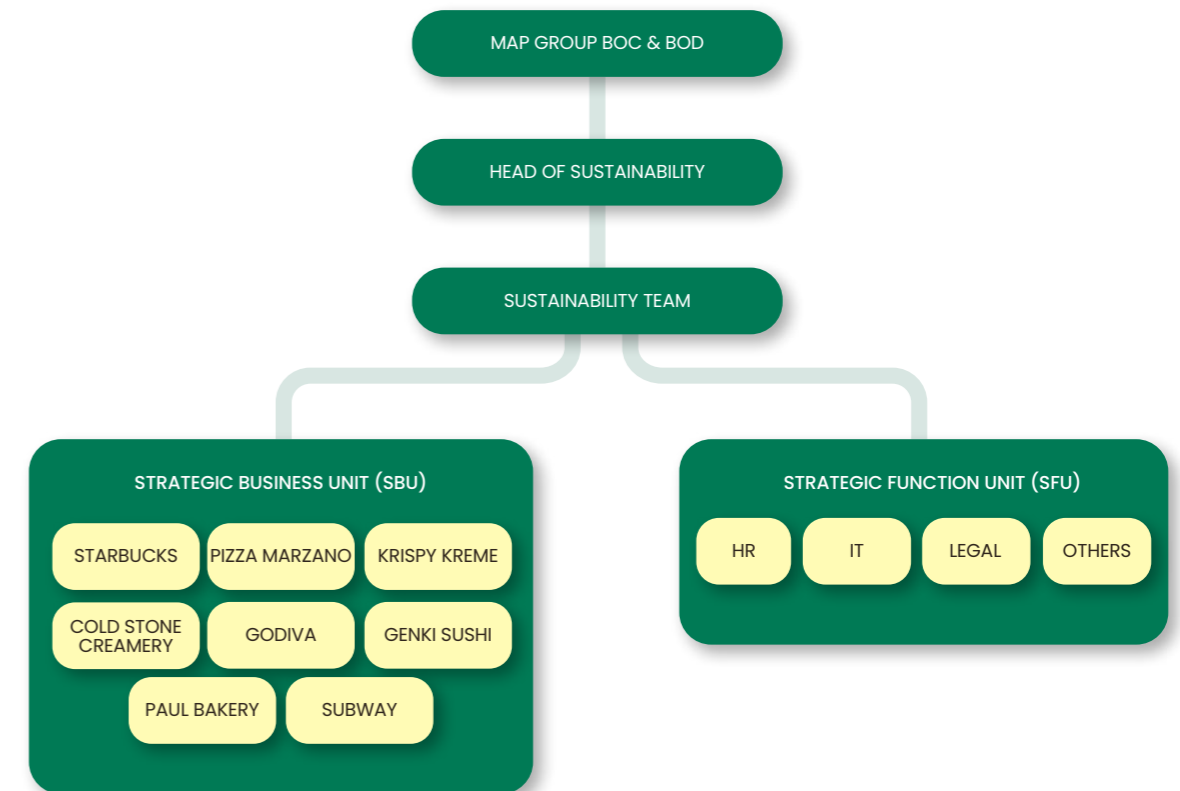 MAP GROUP BOC & BOD
HEAD OF SUSTAINABILITY
SUSTAINABILITY TEAM
STRATEGIC BUSINESS UNIT (SBU)
STARBUCKS
PIZZA MARZANO
KRISPY KREME
COLD STONE
CREAMERY
GODIVA
GENKI SUSHI
PAUL BAKERY
SUBWAY
STRATEGIC FUNCTION UNIT (SFU)
HR
IT
LEGAL
OTHERS